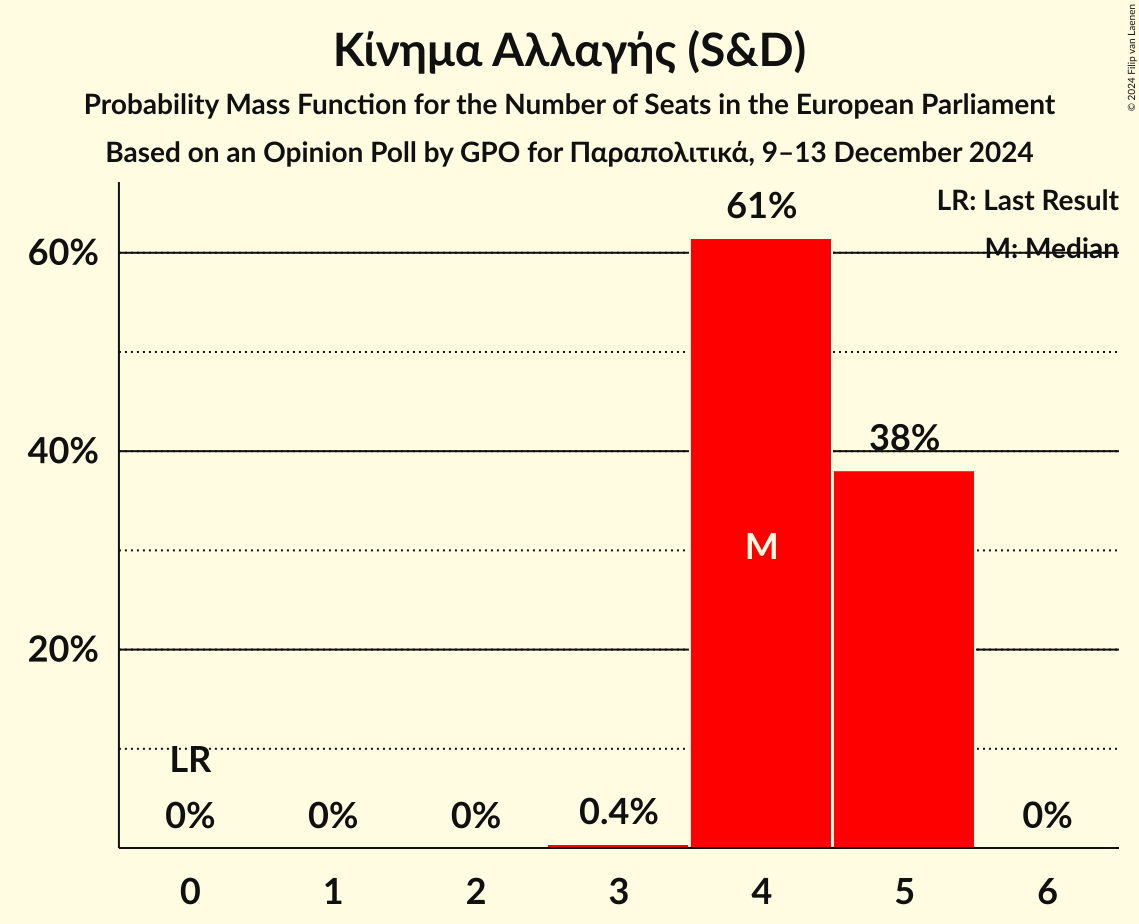 Κίνημα Αλλαγής (S&D)
Probability Mass Function for the Number of Seats in the European Parliament
Based on an Opinion Poll by GPO for Παραπολιτικά, 9–13 December 2024
© 2024 Filip van Laenen
LR: Last Result
M: Median
60%
40%
20%
61%
38%
M
LR
0%
0%
0%
0.4%
0%
0 1 2 3 4 5 6